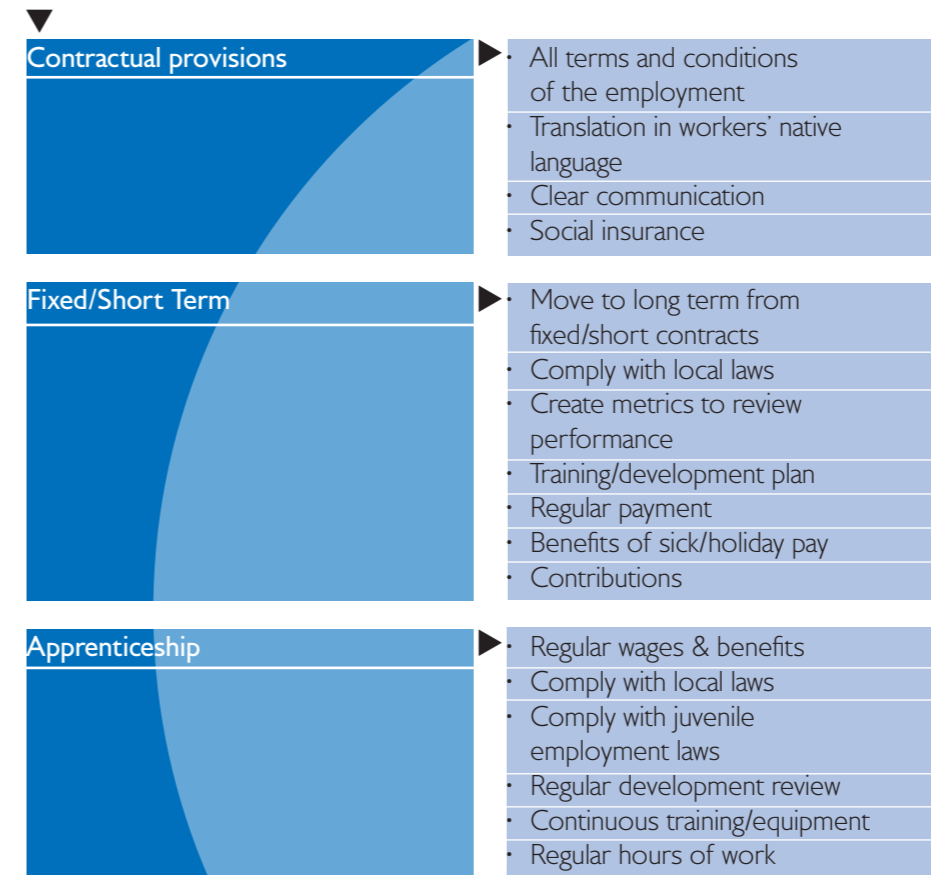 Contractual provisions
· All terms and conditions
of the employment
· Translation in workers’ native
language
· Clear communication
· Social insurance
Fixed/Short Term
· Move to long term from
fixed/short contracts
· Comply with local laws
· Create metrics to review
performance
· Training/development plan
· Regular payment
· Benefits of sick/holiday pay
· Contributions
Apprenticeship
· Regular wages & benefits
· Comply with local laws
· Comply with juvenile
employment laws
· Regular development review
· Continuous training/equipment
· Regular hours of work